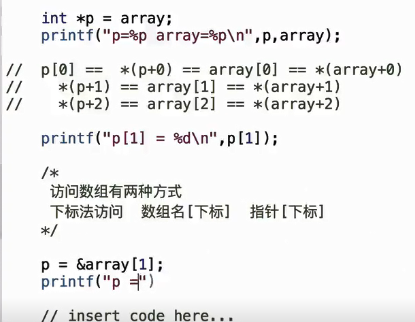 int *p = array;
printf("p=%p array=%p\n",p,array);
//  p[0] ==  *(p+0) == array[0] == *(array+0)
//    *(p+1) == array[1] == *(array+1)
//    *(p+2) == array[2] == *(array+2)
printf("p[1] = %d\n",p[1]);
/*
访问数组有两种方式
下标法访问  数组名[下标]  指针[下标]
*/
p = &array[1];
printf("p =")
// insert code here...